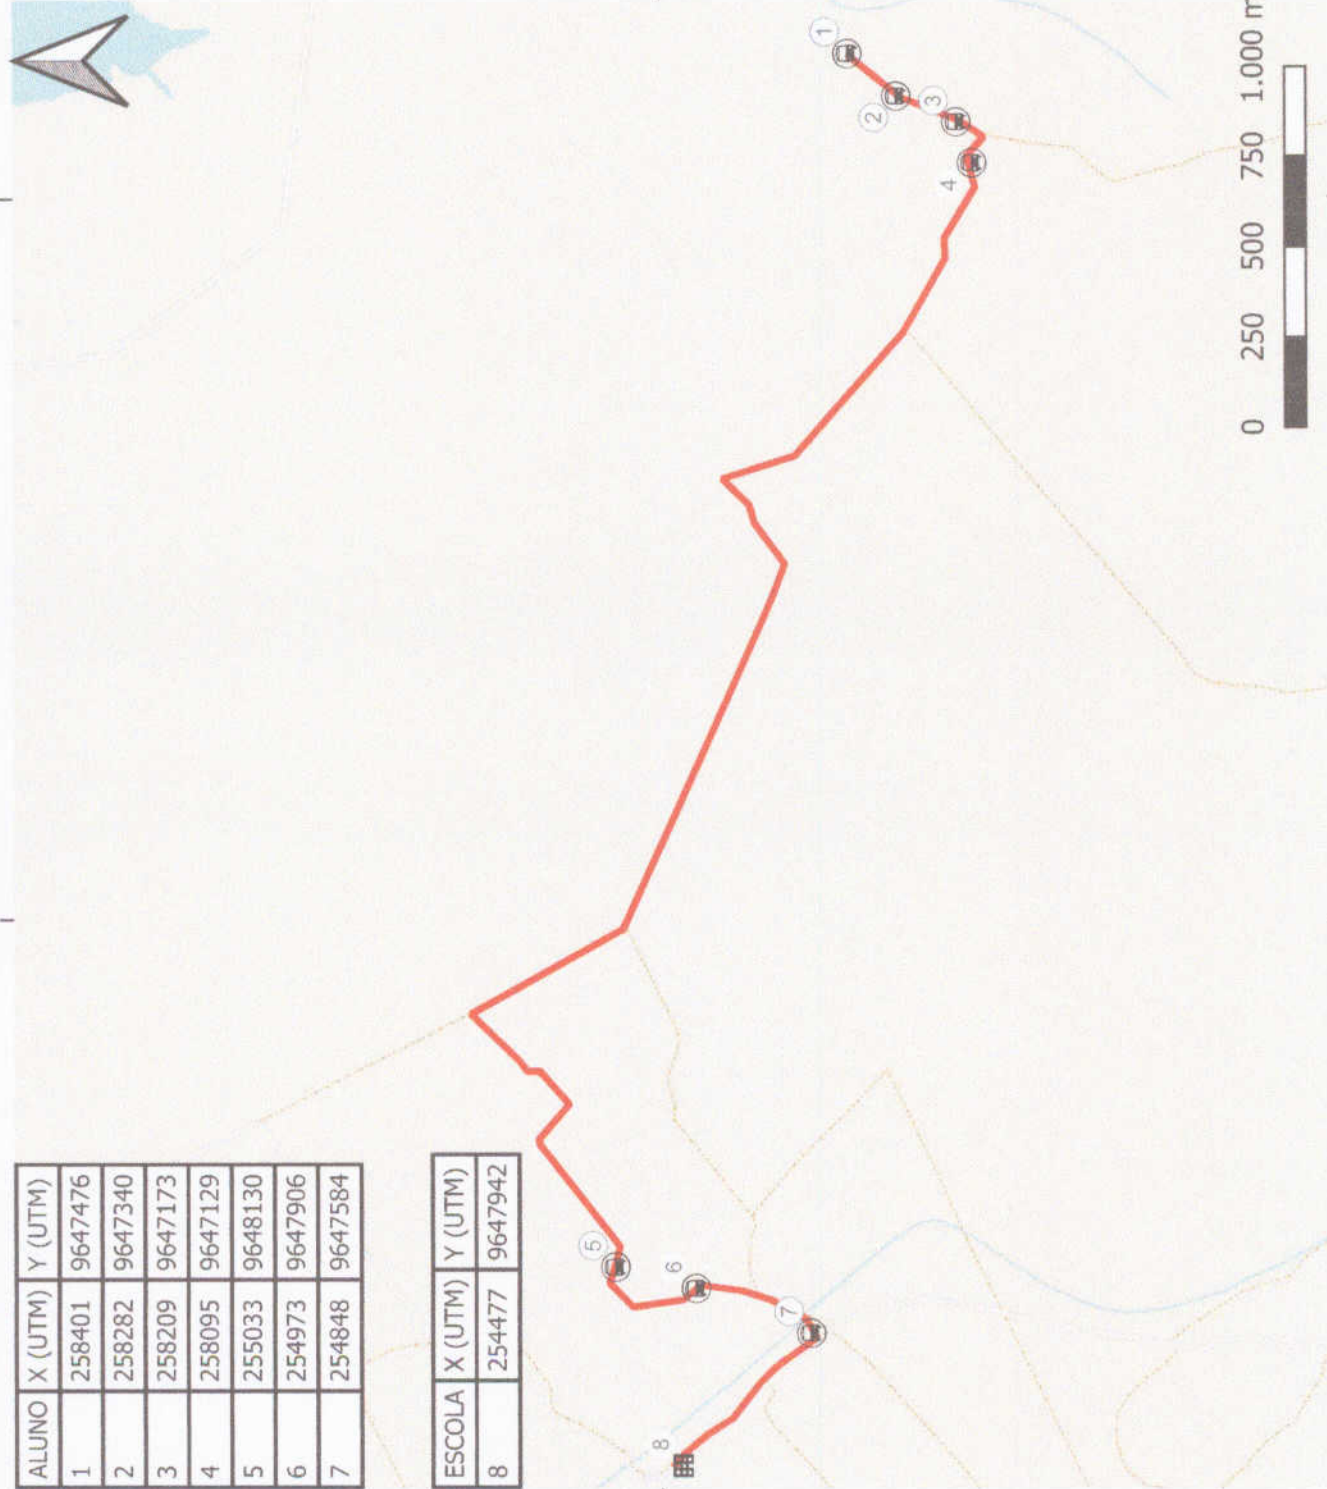 ALUNO X (UTM) Y (UTM)
1 258401 9647476
2 258282 9647340
3 258209 9647173
4 258095 9647129
5 255033 9648130
6 254973 9647906
7 254848 9647584
ESCOLA X (UTM) Y (UTM)
8 254477 9647942
8
7
6
5
4
3
2
1
0 250 500 750 1.000 m